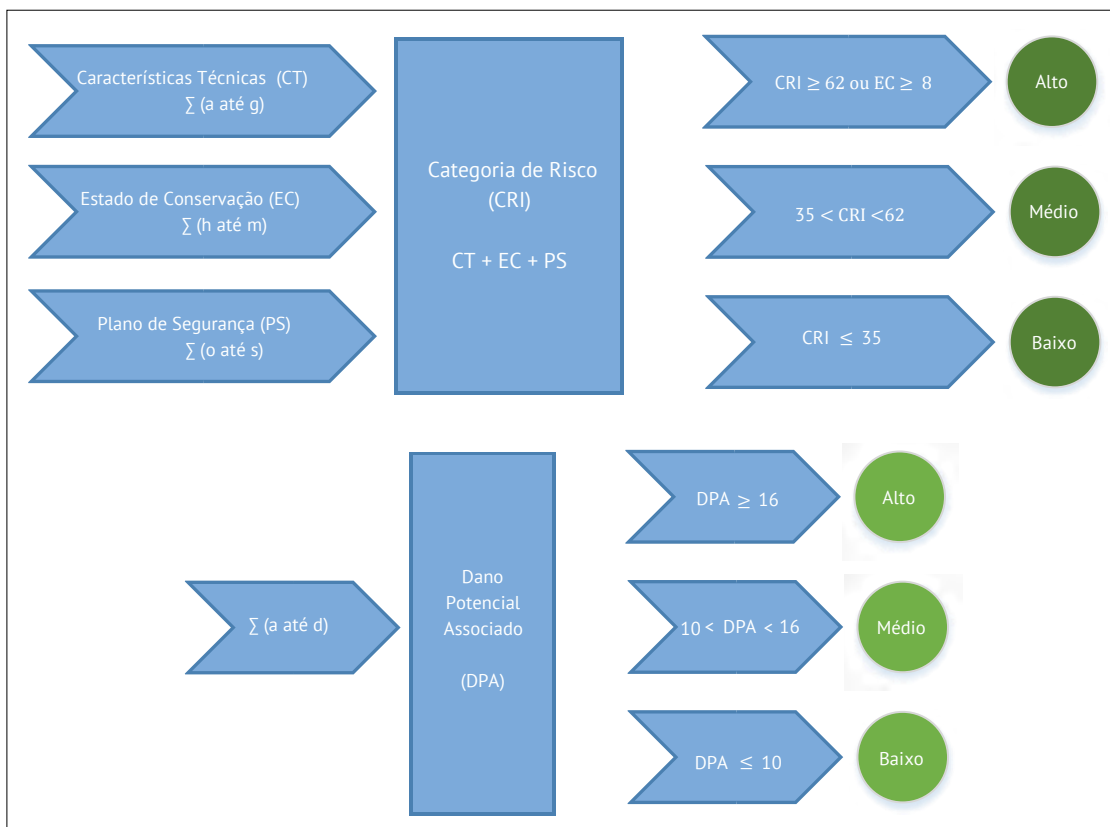 Características Técnicas (CT)
∑ (a até g)
Estado de Conservação (EC)
∑ (h até m)
Plano de Segurança (PS)
∑ (o até s)
Categoria de Risco
(CRI)
CT + EC + PS
CRI ≥ 62 ou EC ≥ 8
Alto
35 < CRI <62
Médio
CRI ≤ 35
Baixo
∑ (a até d)
Dano
Potencial
Associado
(DPA)
DPA ≥ 16
Alto
10 < DPA < 16
Médio
DPA ≤ 10
Baixo